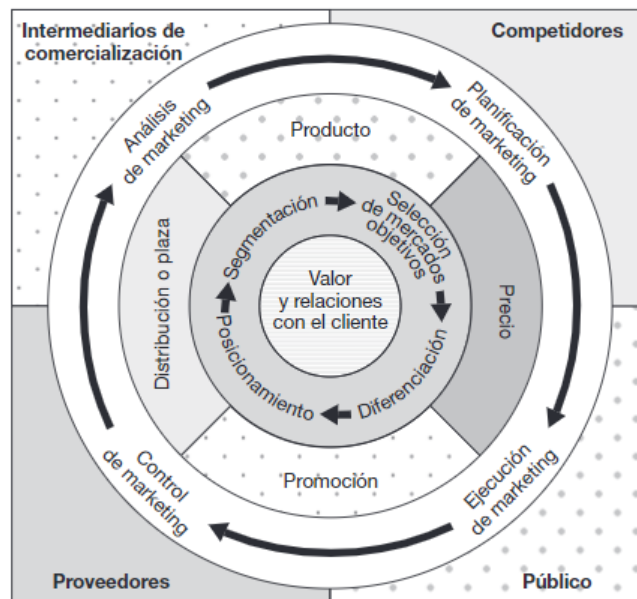 Intermediarios de
comercialización
Competidores
Análisis
de marketing
Planificación
de marketing
Producto
Segmentación
Selección
de mercados
objetivos
Distribución o plaza
Valor
y relaciones
con el cliente
Precio
Posicionamiento
Diferenciación
Promoción
Control
de marketing
Ejecución
de marketing
Proveedores
Público